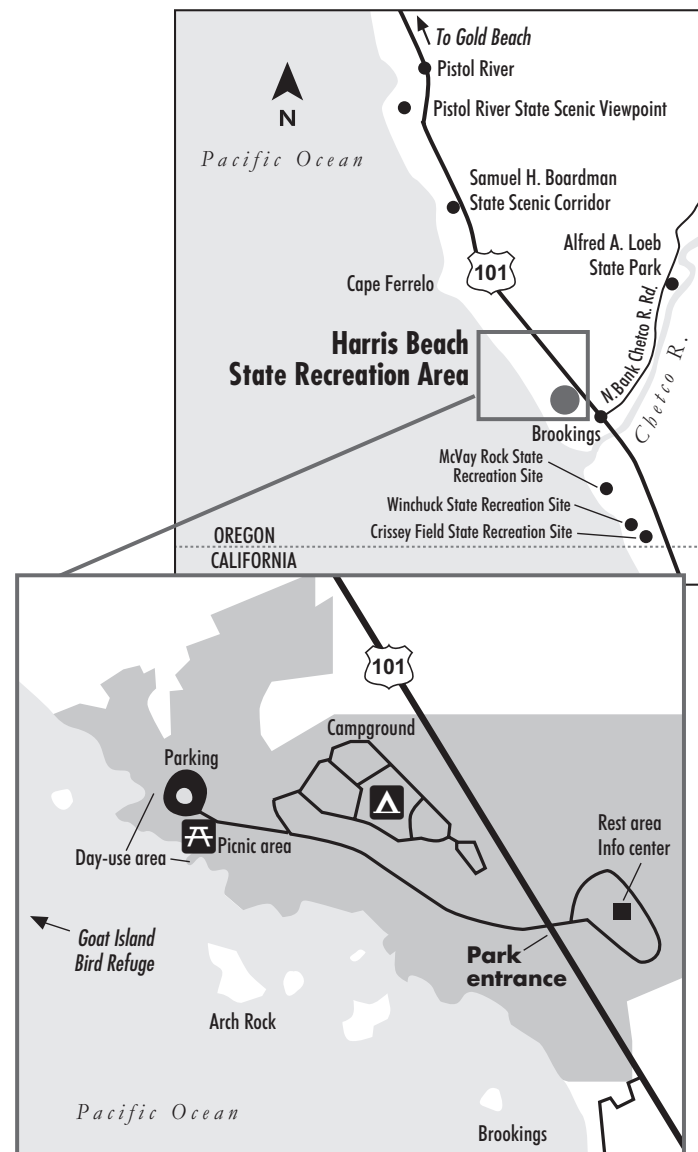 To Gold Beach
Pistol River
N
Pistol River State Scenic Viewpoint
Pacific Ocean
Samuel H. Boardman
State Scenic Corridor
Alfred A. Loeb
State Park
101
Cape Ferrelo
N. Bank Chetco R. Rd.
Chetco R.
Harris Beach
State Recreation Area
Brookings
McVay Rock State
Recreation Site
Winchuck State Recreation Site
Crissey Field State Recreation Site
OREGON
CALIFORNIA
101
Campground
Parking
Rest area
Info center
Picnic area
Day-use area
Goat Island
Bird Refuge
Park
entrance
Arch Rock
Pacific Ocean
Brookings